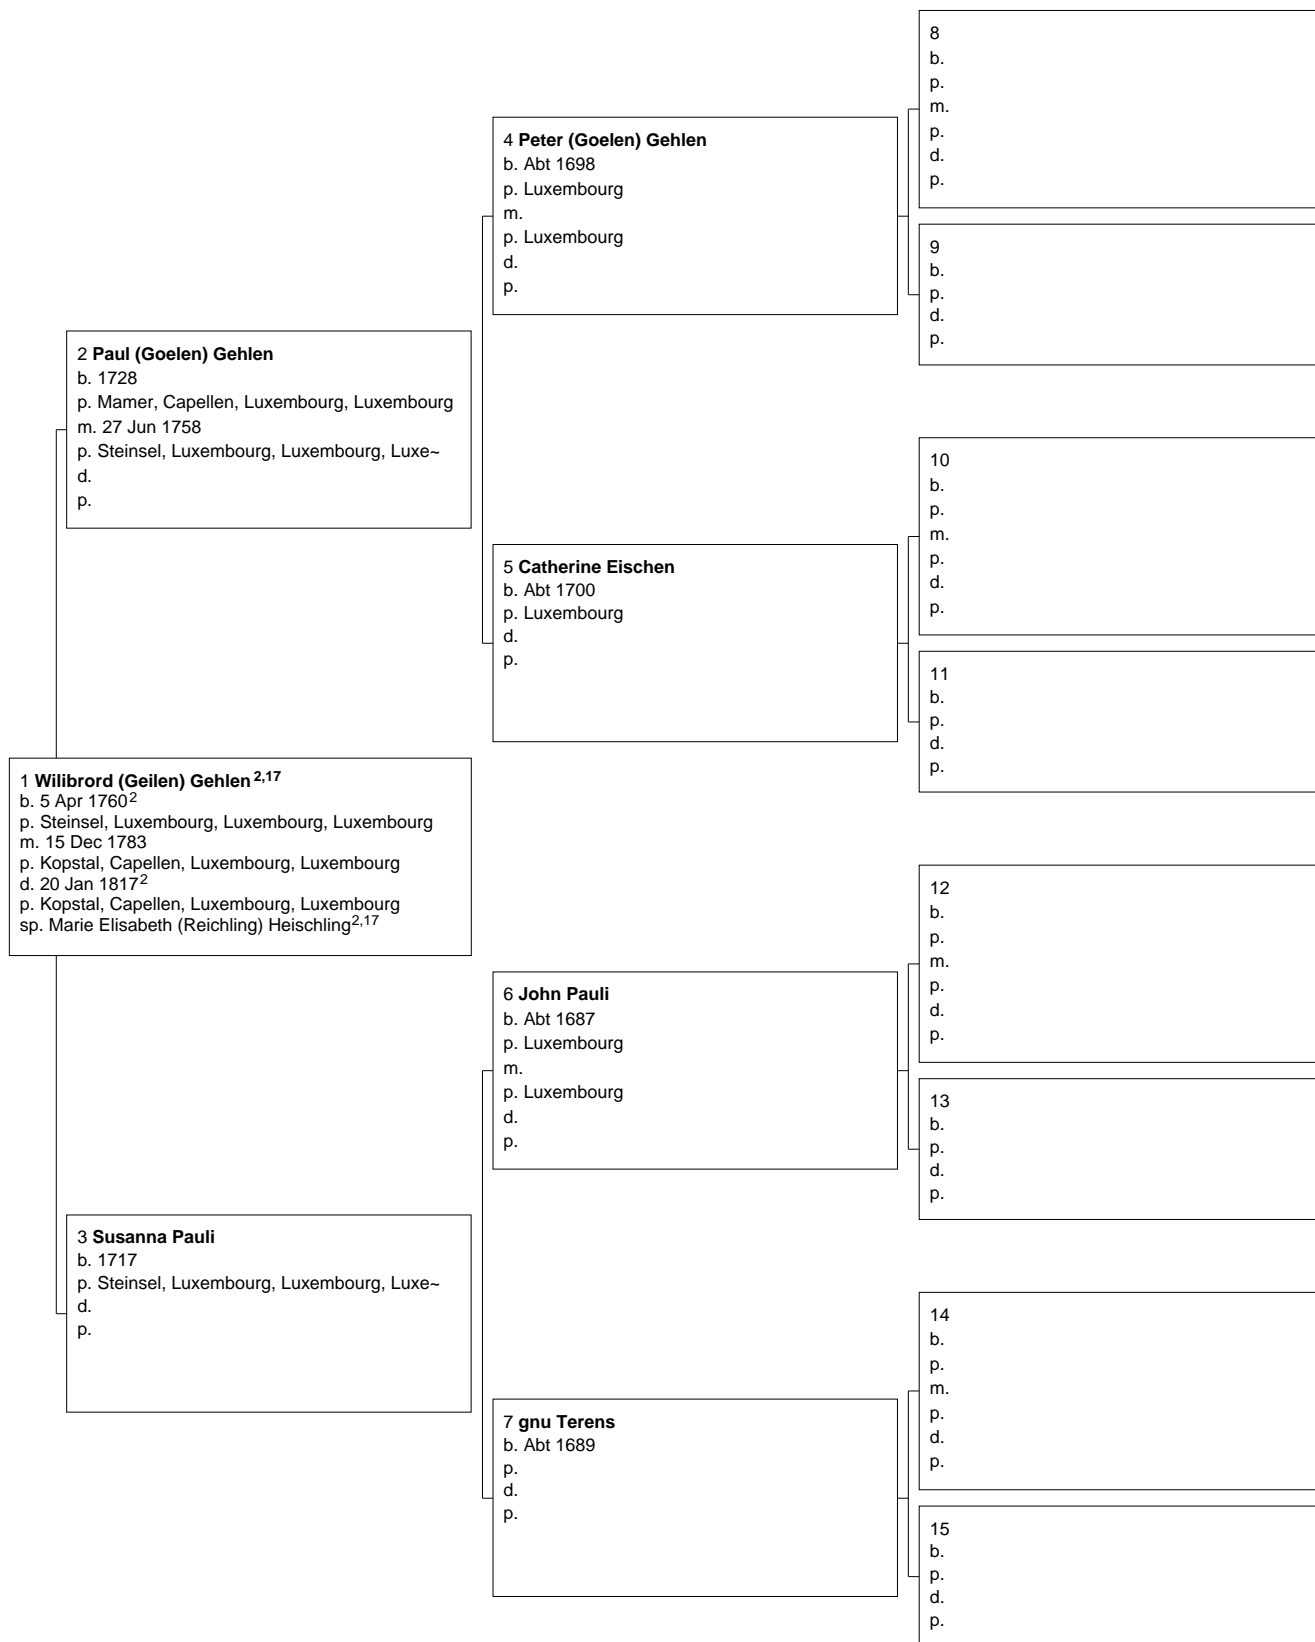 1 Wilibrord (Geilen) Gehlen 2,17
b. 5 Apr 1760 2
p. Steinsel, Luxembourg, Luxembourg, Luxembourg
m. 15 Dec 1783
p. Kopstal, Capellen, Luxembourg, Luxembourg
d. 20 Jan 1817 2
p. Kopstal, Capellen, Luxembourg, Luxembourg
sp. Marie Elisabeth (Reichling) Heischling 2,17
2 Paul (Goelen) Gehlen
b. 1728
p. Mamer, Capellen, Luxembourg, Luxembourg
m. 27 Jun 1758
p. Steinsel, Luxembourg, Luxembourg, Luxe~
d.
p.
3 Susanna Pauli
b. 1717
p. Steinsel, Luxembourg, Luxembourg, Luxe~
d.
p.
4 Peter (Goelen) Gehlen
b. Abt 1698
p. Luxembourg
m.
p. Luxembourg
d.
p.
5 Catherine Eischen
b. Abt 1700
p. Luxembourg
d.
p.
6 John Pauli
b. Abt 1687
p. Luxembourg
m.
p. Luxembourg
d.
p.
7 gnu Terens
b. Abt 1689
p.
d.
p.
8
b.
p.
m.
p.
d.
p.
9
b.
p.
d.
p.
10
b.
p.
m.
p.
d.
p.
11
b.
p.
d.
p.
12
b.
p.
m.
p.
d.
p.
13
b.
p.
d.
p.
14
b.
p.
m.
p.
d.
p.
15
b.
p.
d.
p.